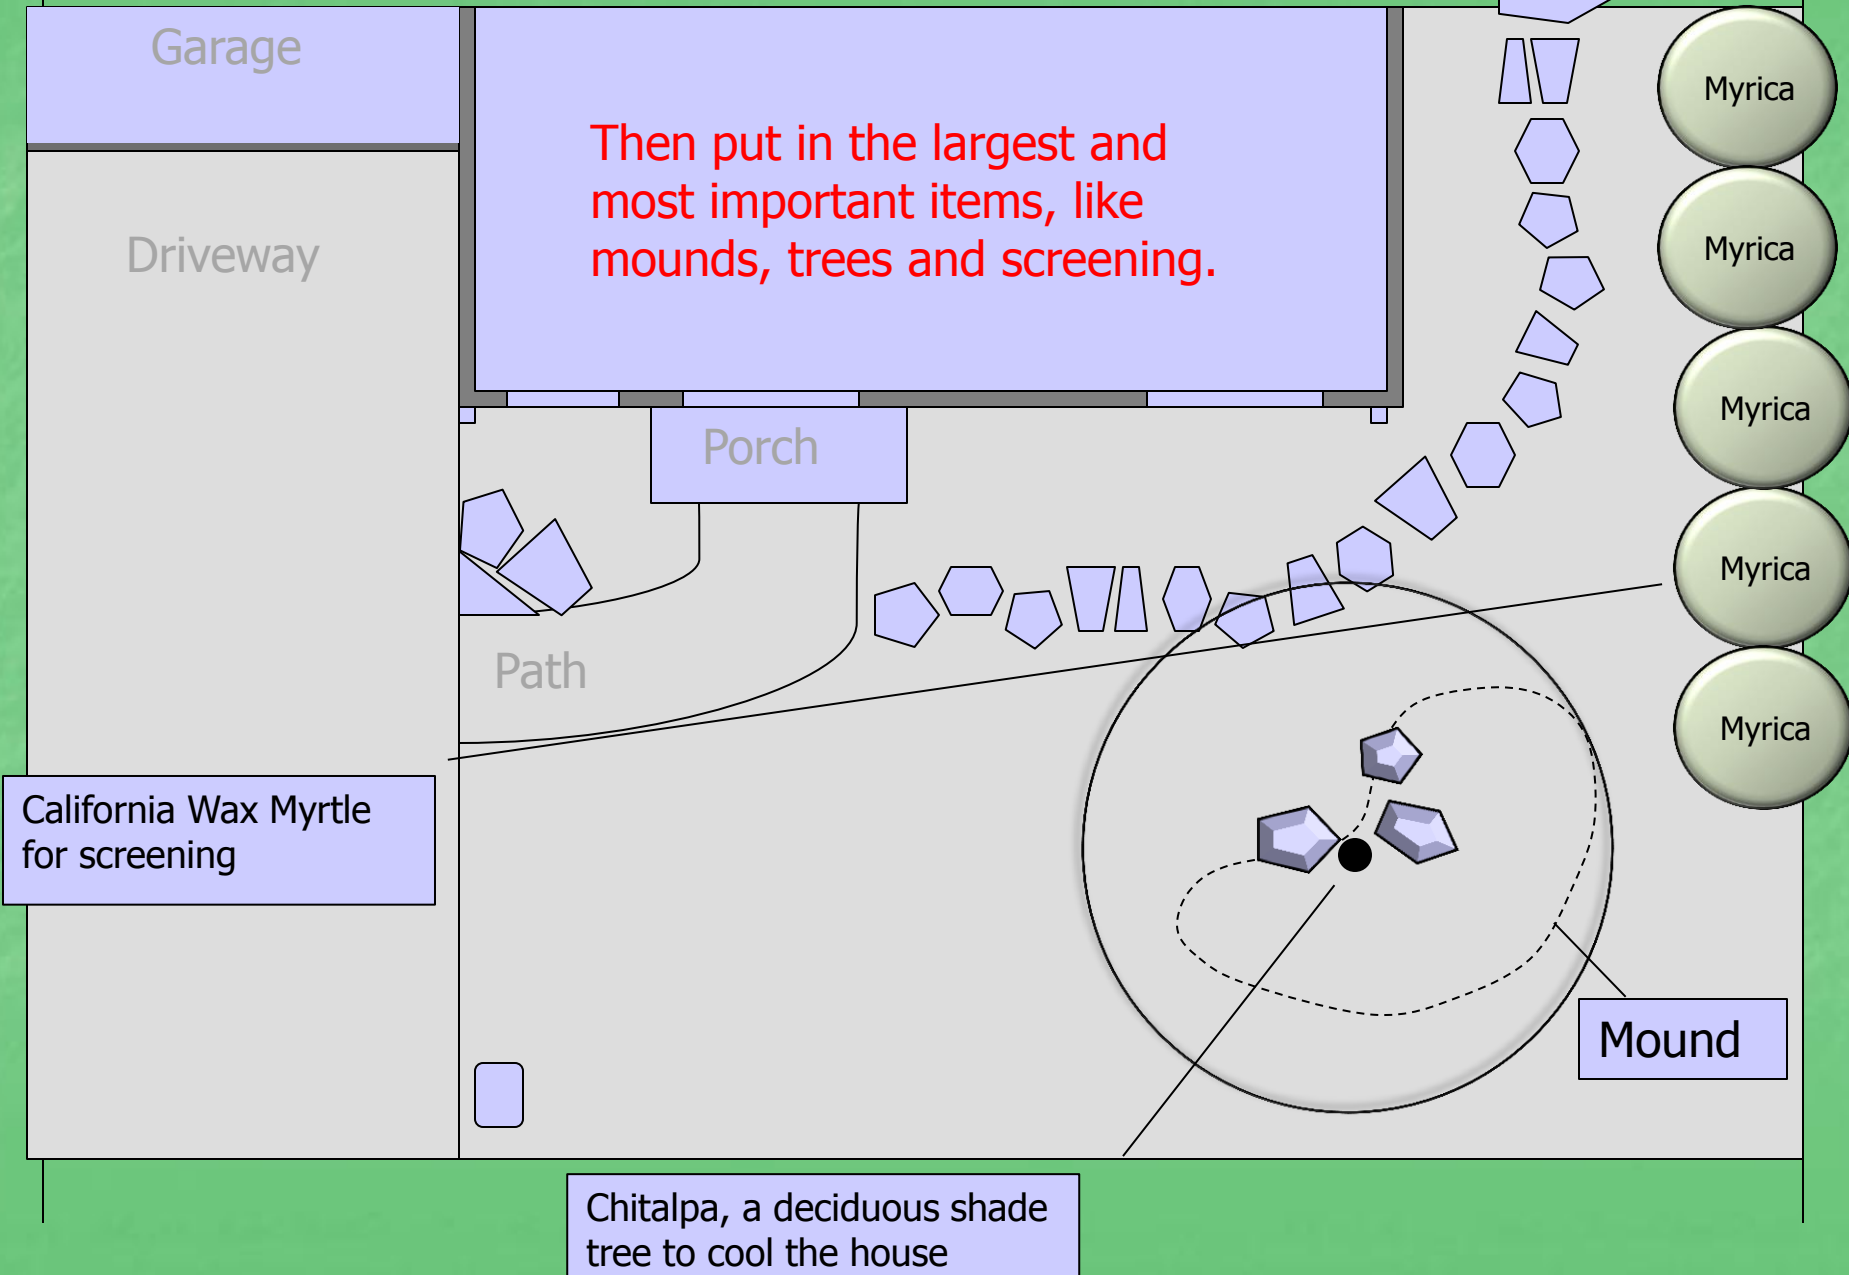 Garage
Myrica
Then put in the largest and
most important items, like
mounds, trees and screening.
Driveway
Myrica
Myrica
Porch
Myrica
Path
Myrica
California Wax Myrtle
for screening
Mound
Chitalpa, a deciduous shade
tree to cool the house